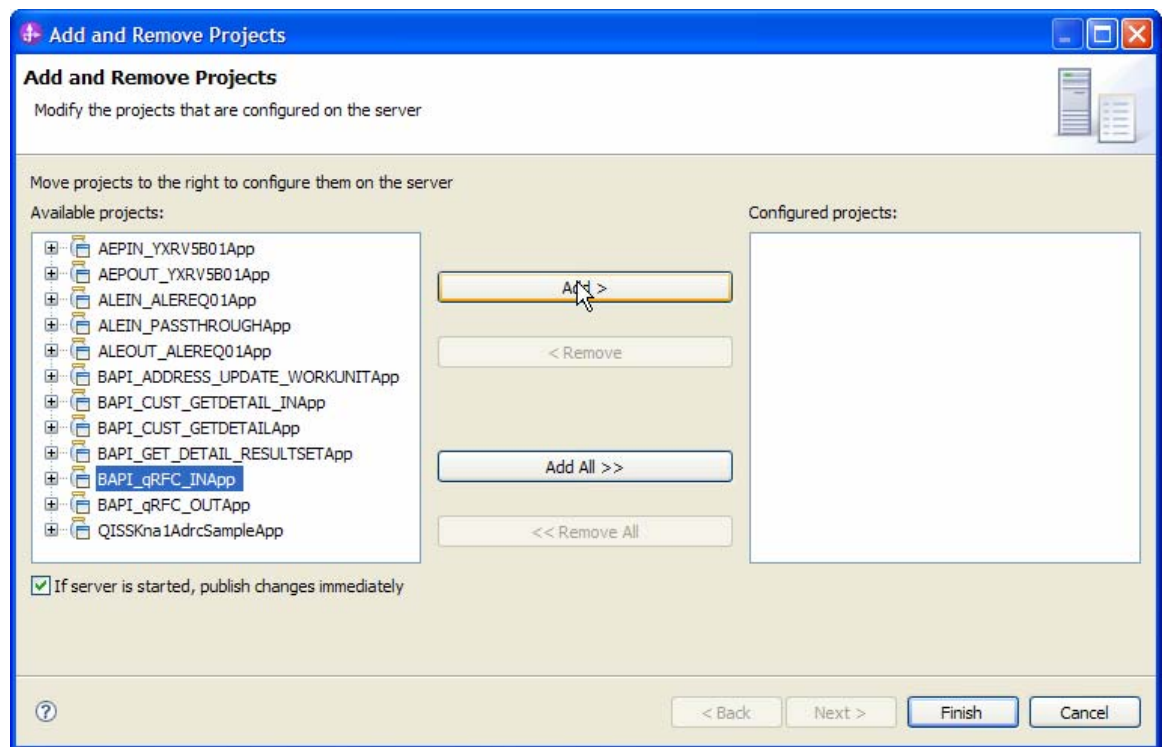 Add and Remove Projects
Add and Remove Projects
Modify the projects that are configured on the server
Move projects to the right to configure them on the server
Available projects:
AEPIN_YXRV5B01App
AEPOUT_YXRV5B01App
ALEIN_ALEREQ01App
ALEIN_PASSTHROUGHApp
ALEOUT_ALEREQ01App
BAPI_ADDRESS_UPDATE_WORKUNITApp
BAPI_CUST_GETDETAIL_INApp
BAPI_CUST_GETDETAILApp
BAPI_GET_DETAIL_RESULTSETApp
BAPI_qRFC_INApp
BAPI_qRFC_OUTApp
QISSKna1AdrcSampleApp
Add >
< Remove
Add All >>
<< Remove All
Configured projects:
If server is started, publish changes immediately
?
< Back Next > Finish Cancel